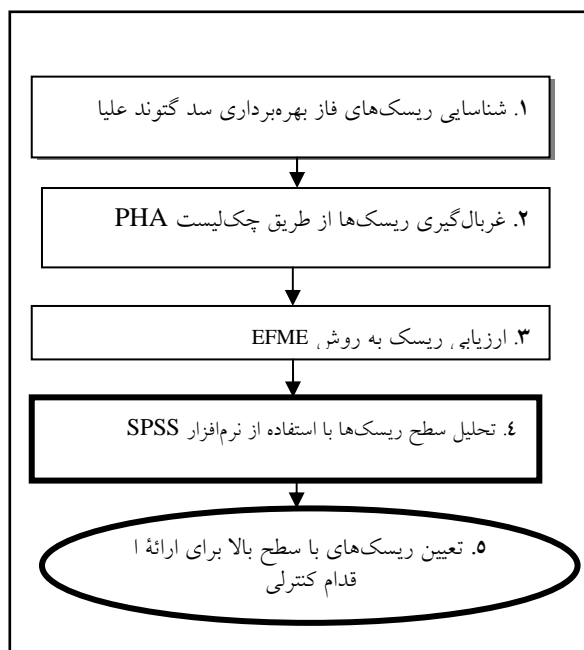 ۱. شناسایی ریسک‌های فاز بهره‌برداری سد گتوند علیا
۲. غربال‌گیری ریسک‌ها از طریق چک‌لیست PHA
۳. ارزیابی ریسک به روش EFME
٤. تحلیل سطح ریسک‌ها با استفاده از نرم‌افزار SPSS
۵. تعیین ریسک‌های با سطح بالا برای ارائهٔ ا
قدام کنترلی